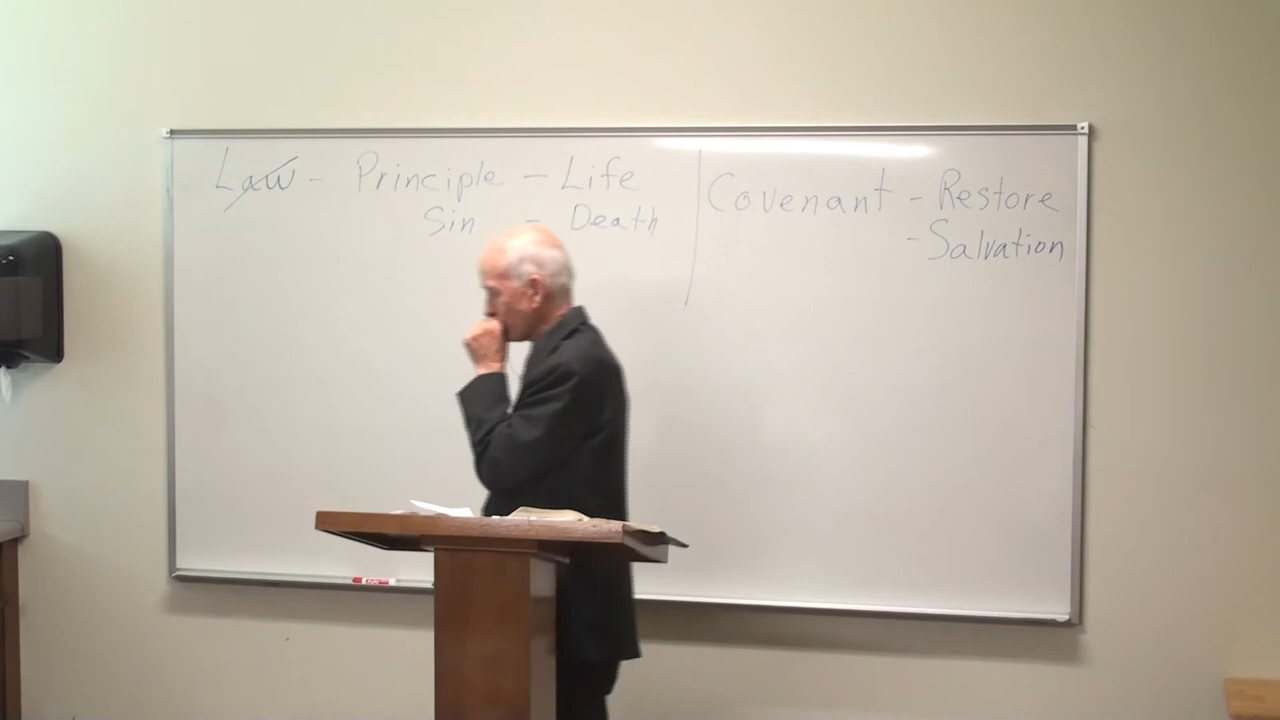 Law - Principle - Life
Sin - Death
Covenant - Restore
- Salvation